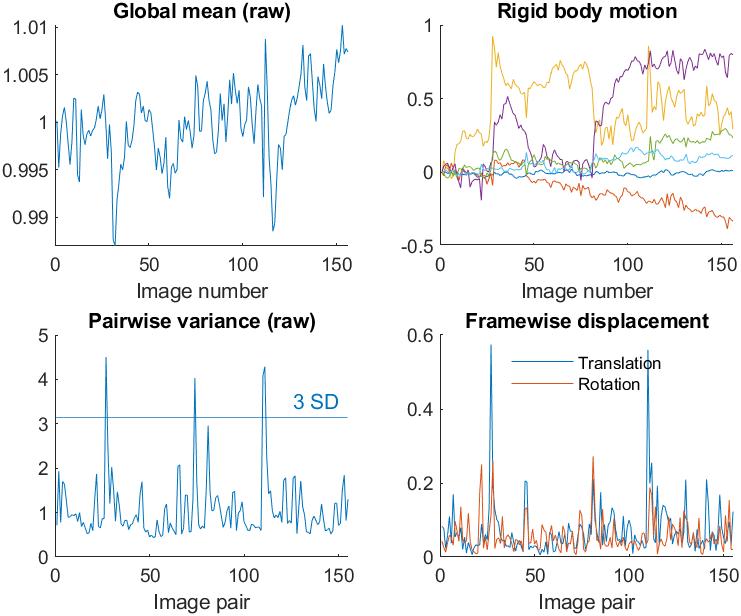 Global mean (raw)
1.01
1.005
1
0.995
0.99
0 50 100 150
Image number
Rigid body motion
1
0.5
0
-0.5
0 50 100 150
Image number
Pairwise variance (raw)
5
4
3 SD
3
2
1
0
0 50 100 150
Image pair
Framewise displacement
0.6
Translation
Rotation
0.4
0.2
0
0 50 100 150
Image pair